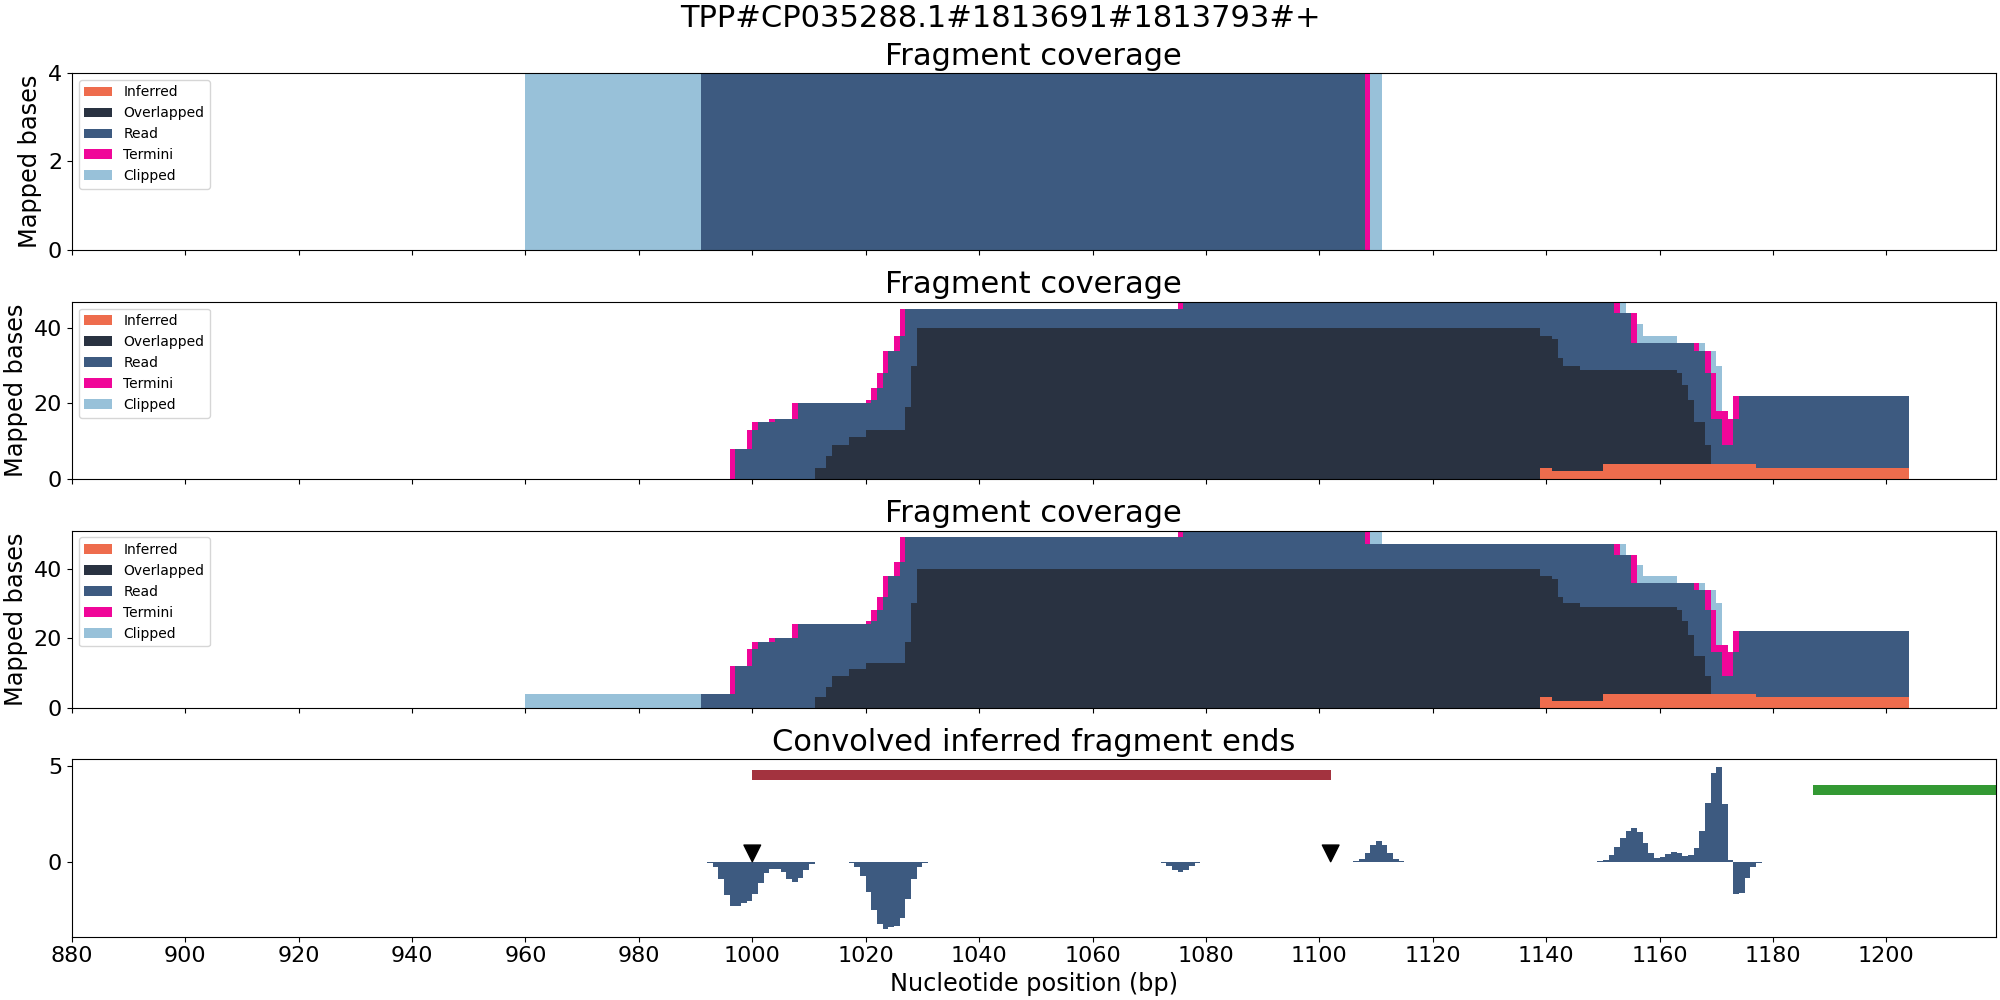 TPP#CP035288.1#1813691#1813793#+
Fragment coverage
Mapped bases
4
2
0
Inferred
Overlapped
Read
Termini
Clipped
Fragment coverage
Mapped bases
40
20
0
Inferred
Overlapped
Read
Termini
Clipped
Fragment coverage
Mapped bases
40
20
0
Inferred
Overlapped
Read
Termini
Clipped
Convolved inferred fragment ends
5
0
880 900 920 940 960 980 1000 1020 1040 1060 1080 1100 1120 1140 1160 1180 1200
Nucleotide position (bp)